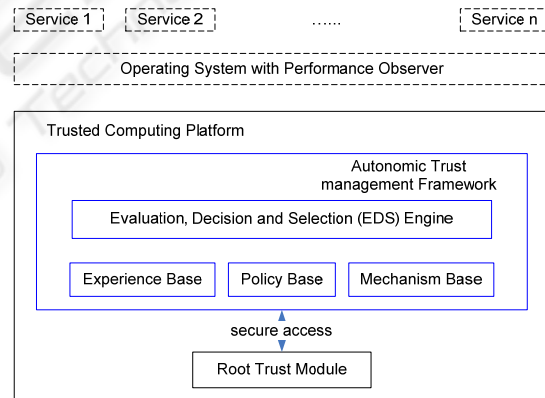 Service 1
Service 2
......
Service n
Operating System with Performance Observer
Trusted Computing Platform
Autonomic Trust
management Framework
Evaluation, Decision and Selection (EDS) Engine
Experience Base
Policy Base
Mechanism Base
secure access
Root Trust Module